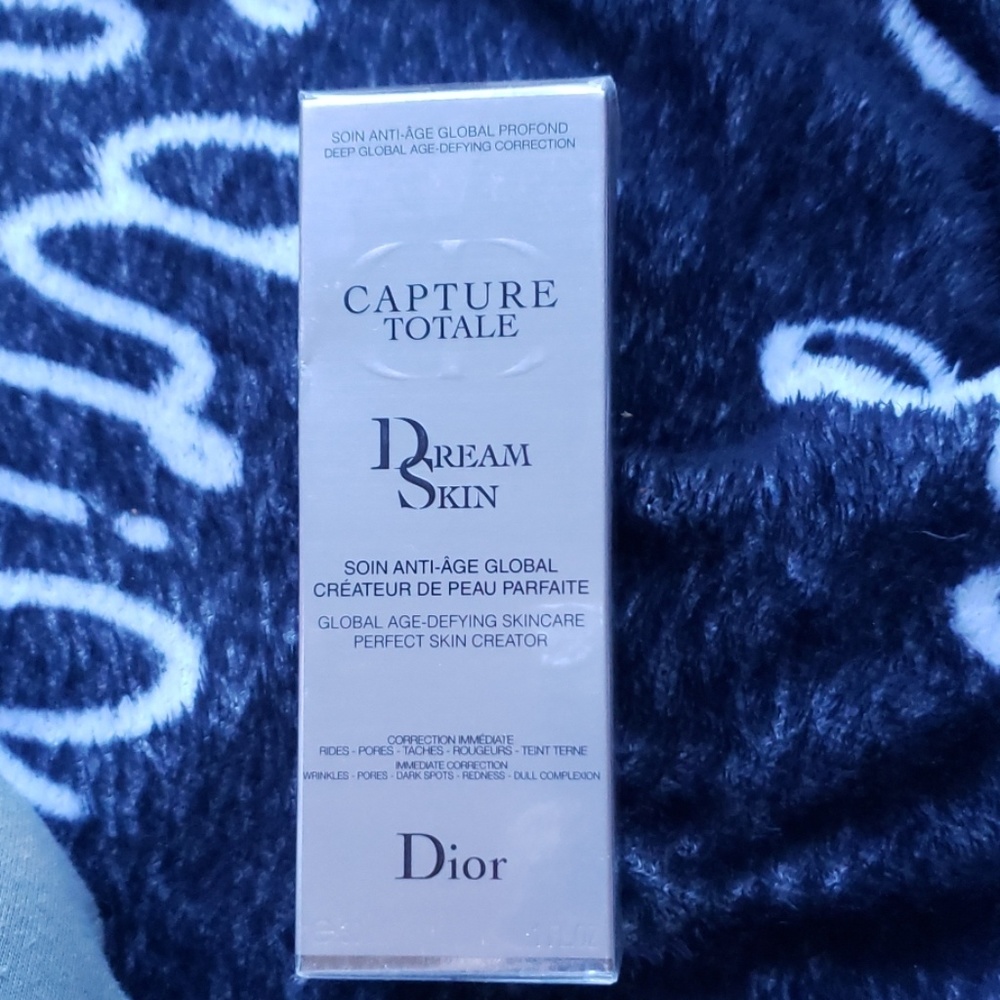 SOIN ANTI-ÂGE GLOBAL PROFOND
DEEP GLOBAL AGE-DEFYING CORRECTION
CAPTURE
TOTALE
DREAM
SKIN
SOIN ANTI-ÂGE GLOBAL
CRÉATEUR DE PEAU PARFAITE
GLOBAL AGE-DEFYING SKINCARE
PERFECT SKIN CREATOR
CORRECTION IMMÉDIATE
RIDES - PORES - TACHES - ROUGEURS - TEINT TERNE
IMMEDIATE CORRECTION
WRINKLES - PORES - DARK SPOTS - REDNESS - DULL COMPLEXION
Dior